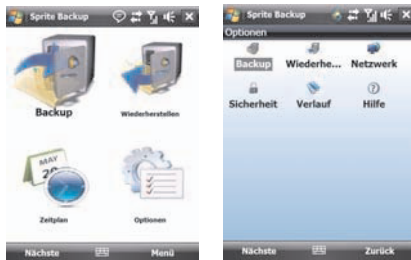 Sprite Backup
Backup
Wiederherstellen
MAY
20
Zeitplan
Optionen
Nächste
Menü
Sprite Backup
Optionen
Backup
Wiederhe...
Netzwerk
Sicherheit
Verlauf
Hilfe
Nächste
Zurück